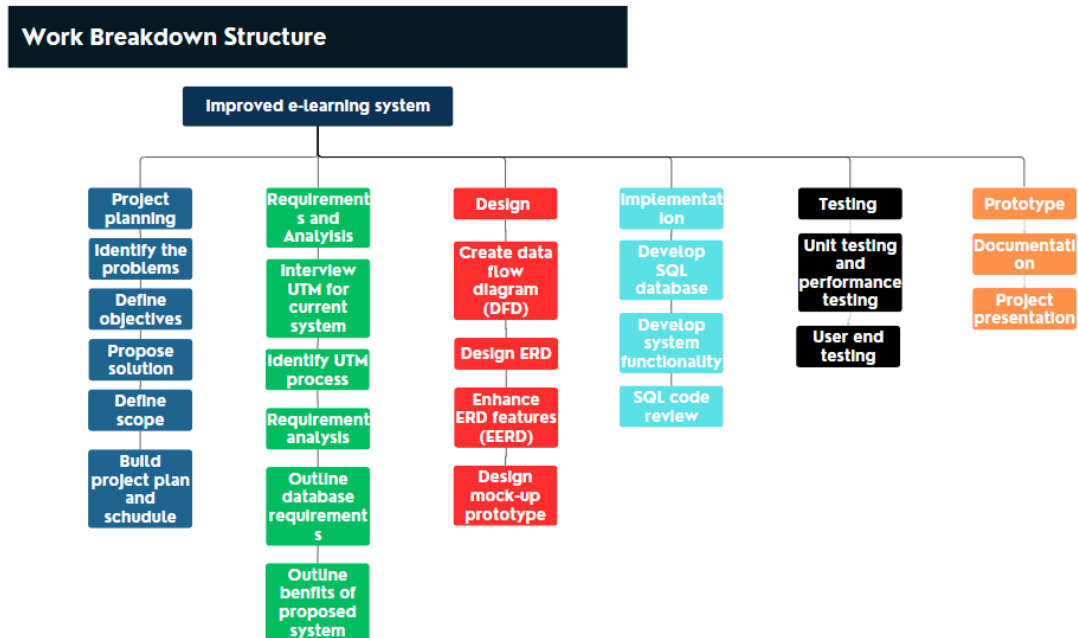 Work Breakdown Structure
Improved e-learning system
Project
planning
Identify the
problems
Define
objectives
Propose
solution
Define
scope
Build
project plan
and
schudule
Requirement
s and
Analyisis
Interview
UTM for
current
system
Identify UTM
process
Requirement
analysis
Outline
database
requirement
s
Outline
benfits of
proposed
system
Design
Create data
flow
diagram
(DFD)
Design ERD
Enhance
ERD features
(EERD)
Design
mock-up
prototype
Implementat
ion
Develop
SQL
database
Develop
system
functionality
SQL code
review
Testing
Unit testing
and
performance
testing
User end
testing
Prototype
Documentati
on
Project
presentation